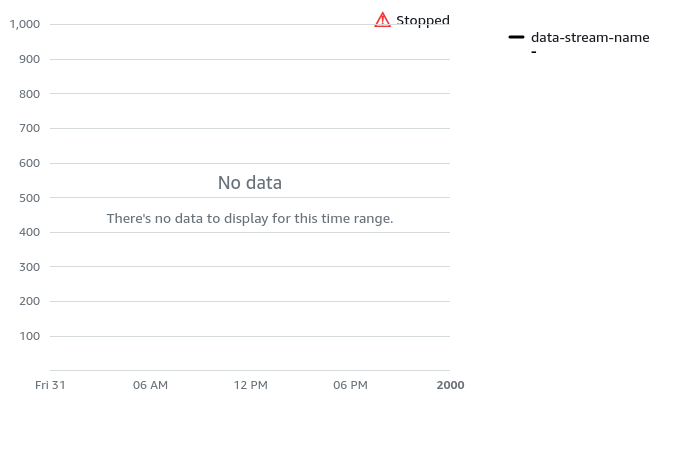 Stopped
data-stream-name
-
1,000
900
800
700
600
500
400
300
200
100
No data
There's no data to display for this time range.
Fri 31 06 AM 12 PM 06 PM 2000